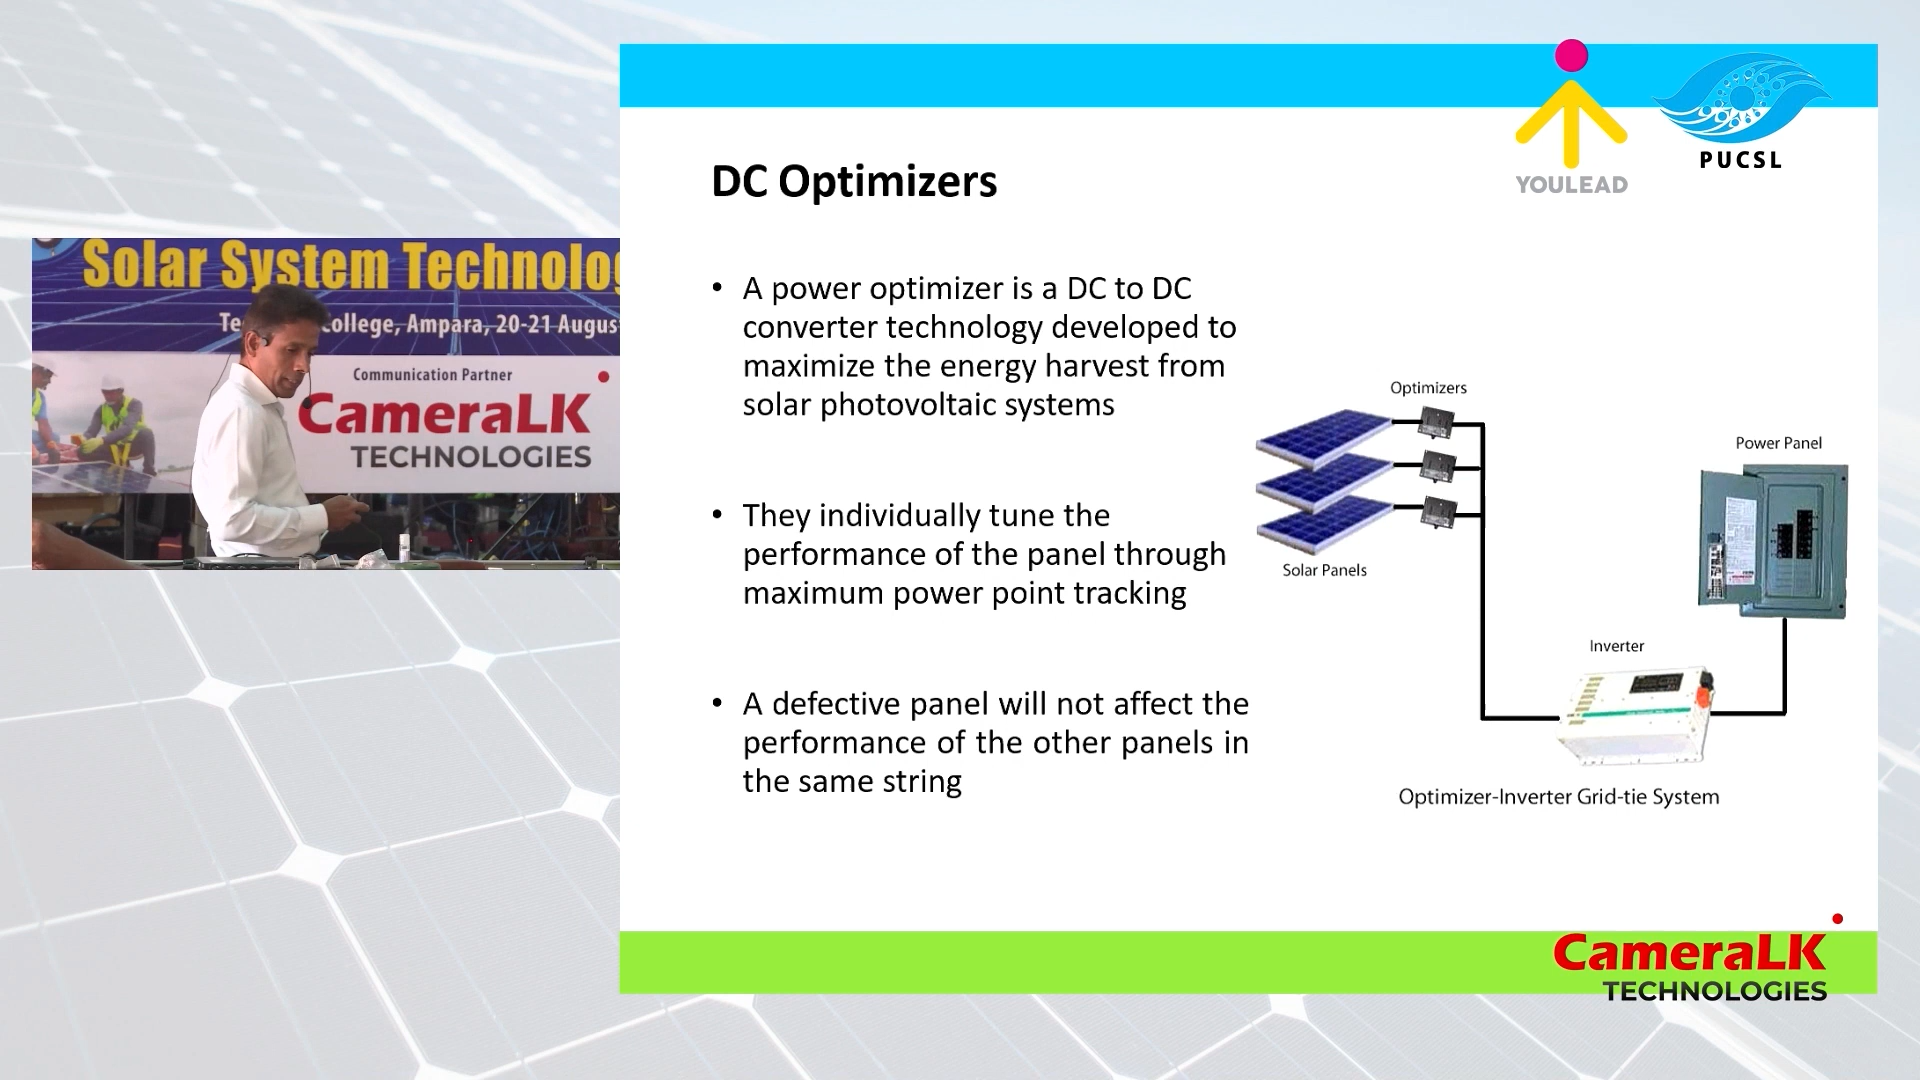 YOULEAD
PUCSL
DC Optimizers
• A power optimizer is a DC to DC
converter technology developed to
maximize the energy harvest from
solar photovoltaic systems
• They individually tune the
performance of the panel through
maximum power point tracking
• A defective panel will not affect the
performance of the other panels in
the same string
Optimizers
Solar Panels
Power Panel
Inverter
Optimizer-Inverter Grid-tie System
Solar System Technolog
ollege, Ampara, 20-21 Augus
Communication Partner
CameraLK
TECHNOLOGIES
CameraLK
TECHNOLOGIES